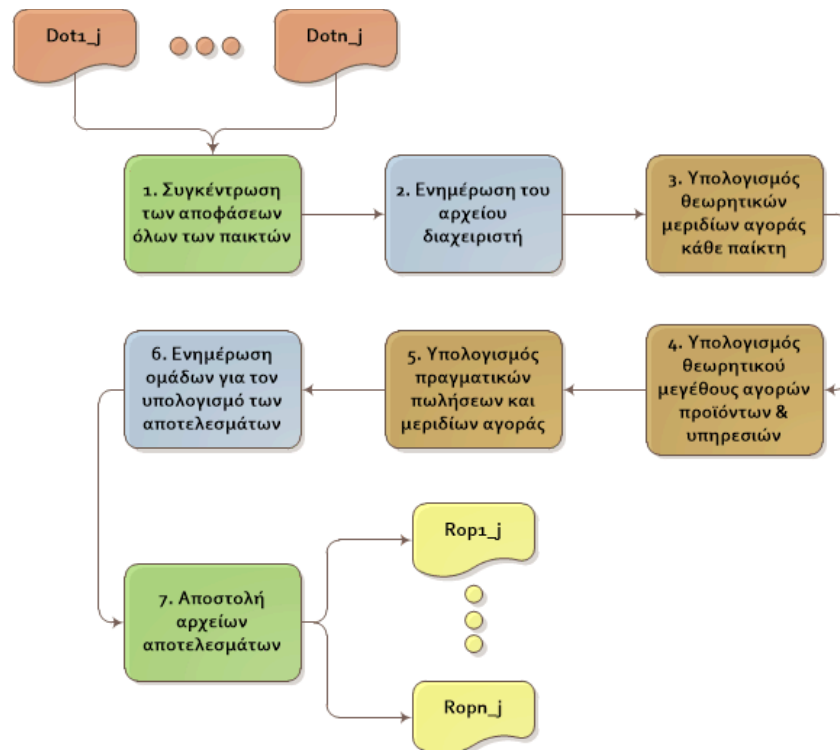 Dot1_j
Dotn_j
1. Συγκέντρωση
των αποφάσεων
όλων των παικτών
2. Ενημέρωση του
αρχείου
διαχειριστή
3. Υπολογισμός
θεωρητικών
μεριδίων αγοράς
κάθε παίκτη
4. Υπολογισμός
θεωρητικού
μεγέθους αγορών
προϊόντων &
υπηρεσιών
5. Υπολογισμός
πραγματικών
πωλήσεων και
μεριδίων αγοράς
6. Ενημέρωση
ομάδων για τον
υπολογισμό των
αποτελεσμάτων
7. Αποστολή
αρχείων
αποτελεσμάτων
Rop1_j
Ropn_j